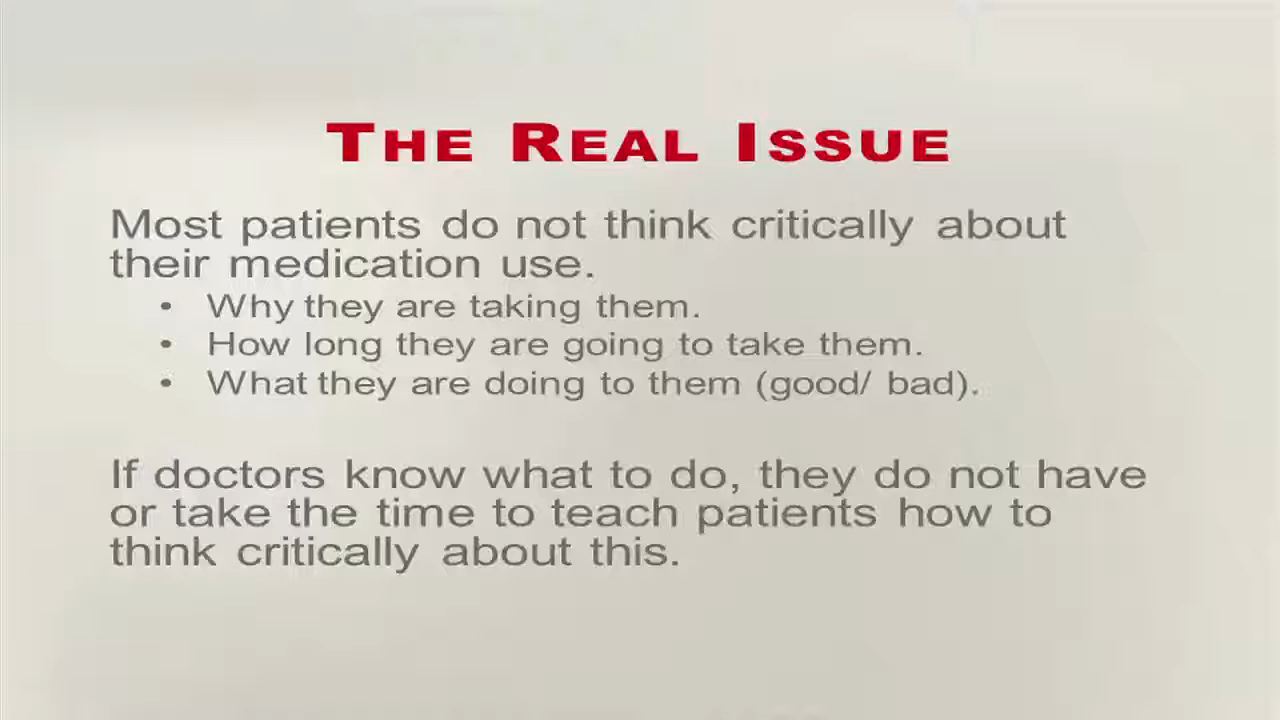 THE REAL ISSUE
Most patients do not think critically about
their medication use.
• Why they are taking them.
• How long they are going to take them.
• What they are doing to them (good/ bad).
If doctors know what to do, they do not have
or take the time to teach patients how to
think critically about this.